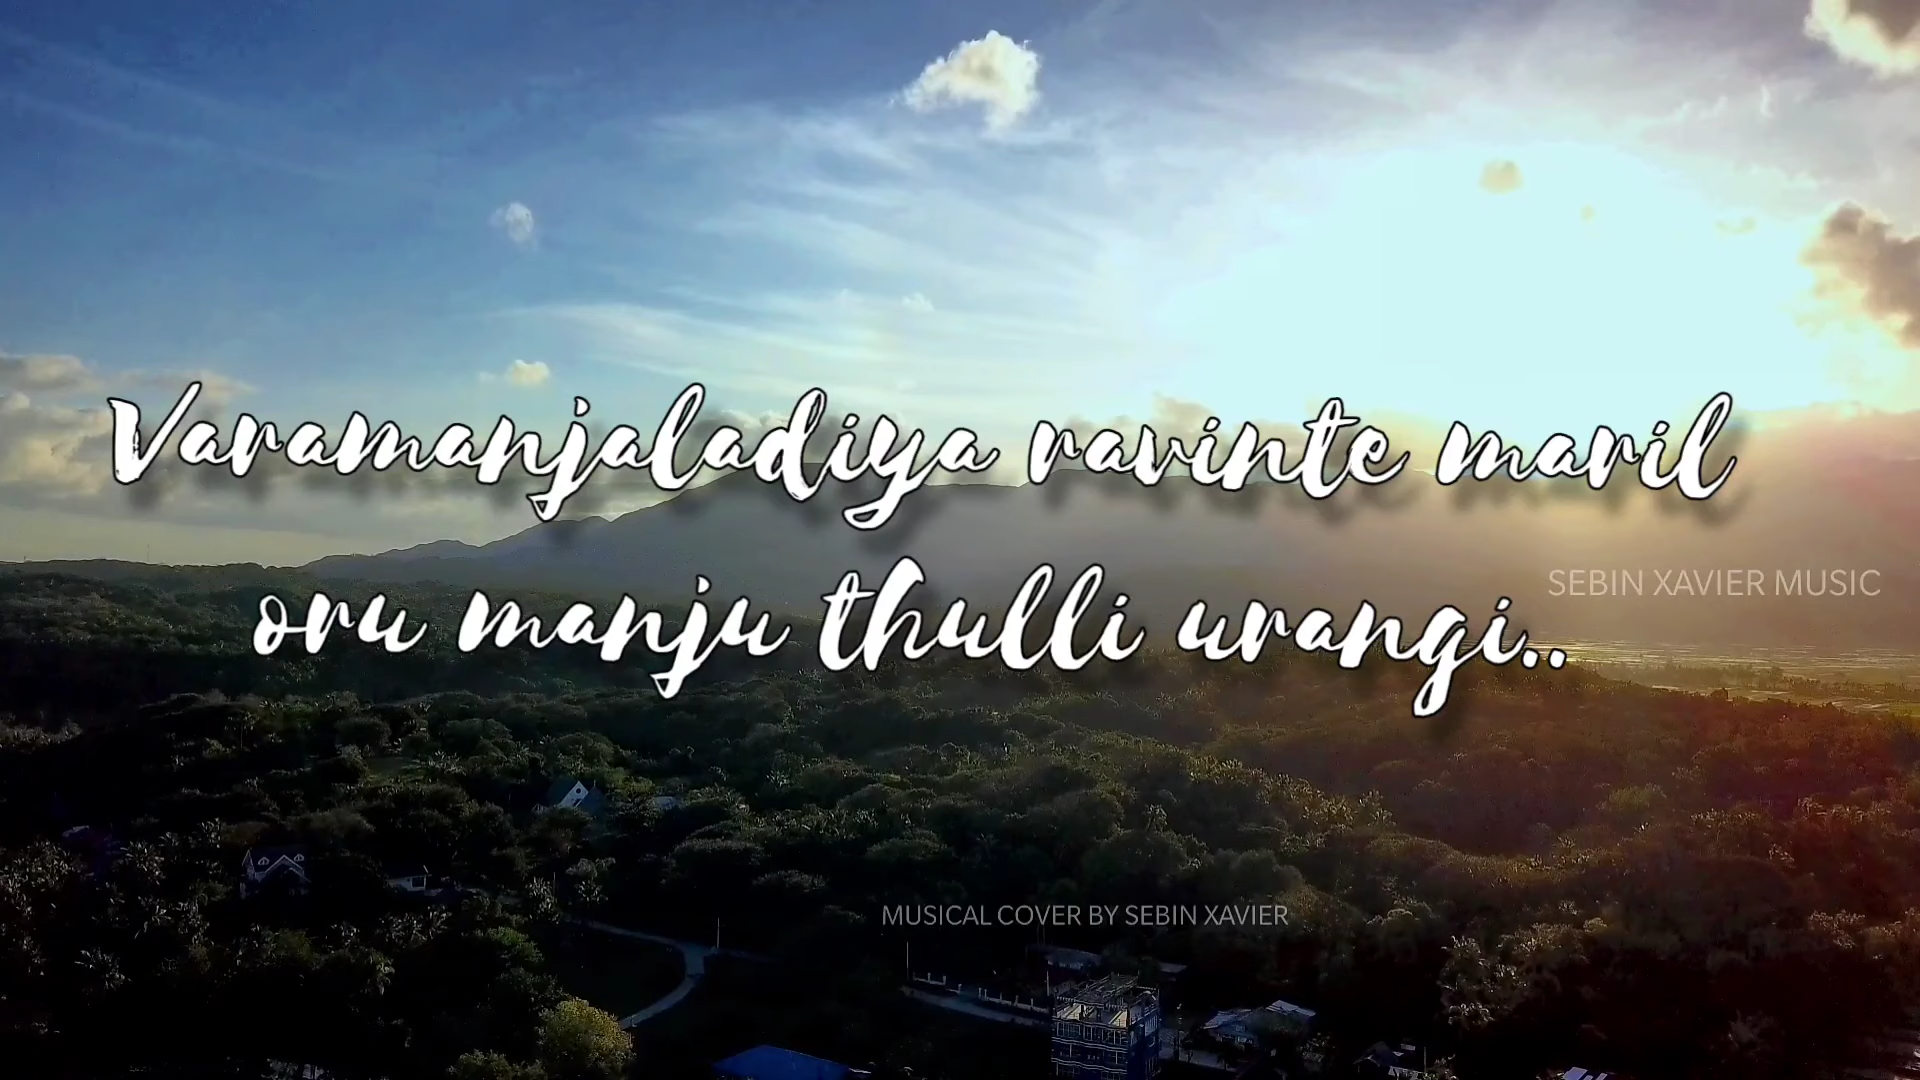 Varamanjaladiya ravinte maril
oru manju thulli urangi..
SEBIN XAVIER MUSIC
MUSICAL COVER BY SEBIN XAVIER